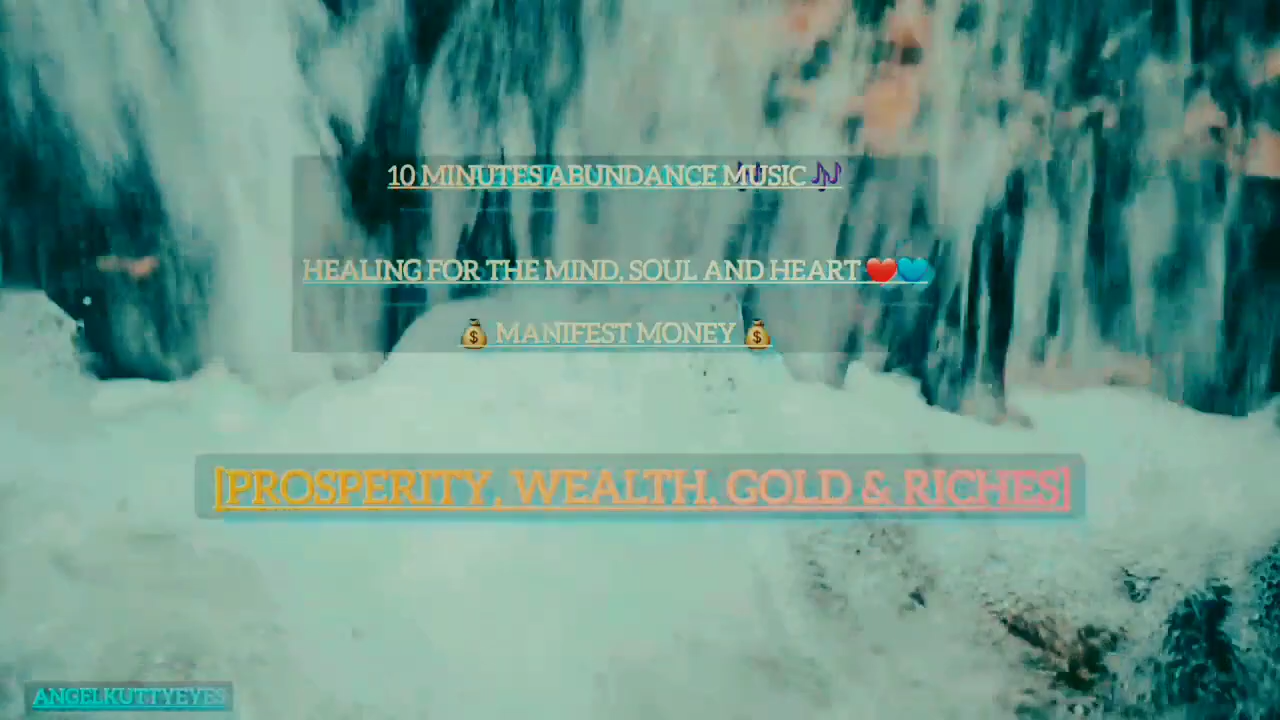 10 MINUTES ABUNDANCE MUSIC 🎶
HEALING FOR THE MIND, SOUL AND HEART ❤️💙
💰 MANIFEST MONEY 💰
[PROSPERITY, WEALTH, GOLD & RICHES]
ANGELKUTTYEYES